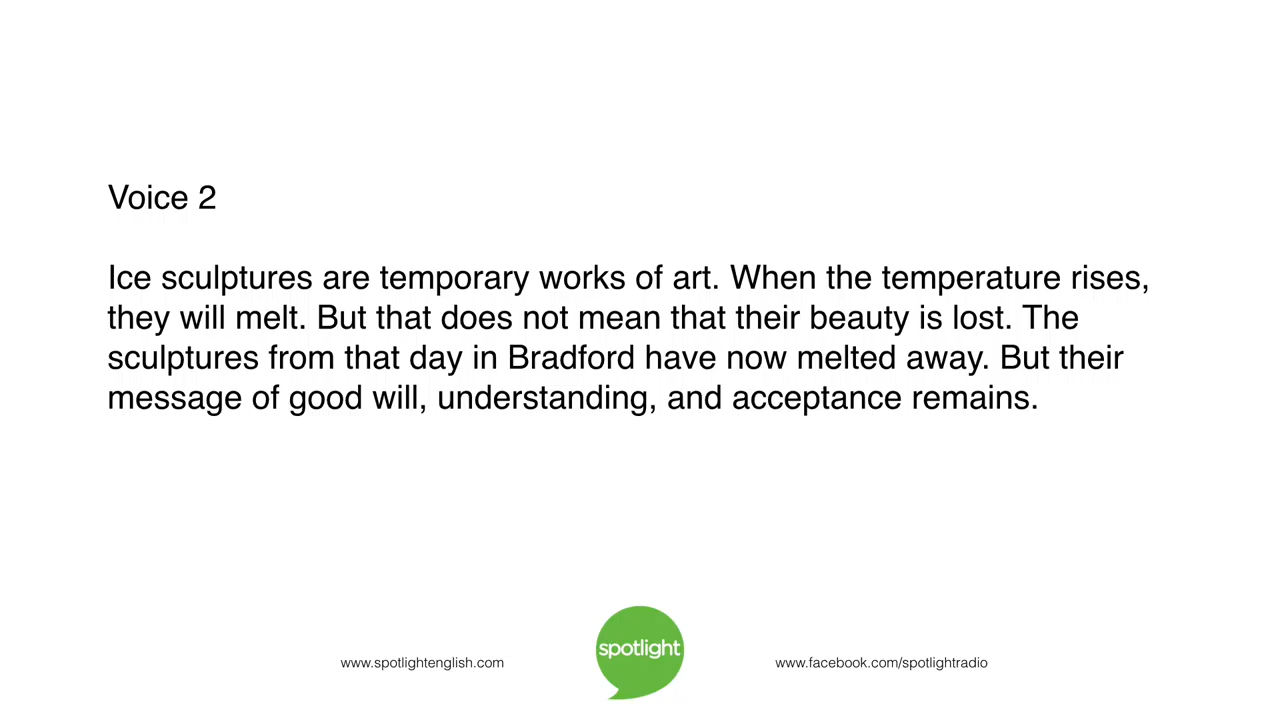 Voice 2
Ice sculptures are temporary works of art. When the temperature rises,
they will melt. But that does not mean that their beauty is lost. The
sculptures from that day in Bradford have now melted away. But their
message of good will, understanding, and acceptance remains.
spotlight
www.spotlightenglish.com
www.facebook.com/spotlightradio